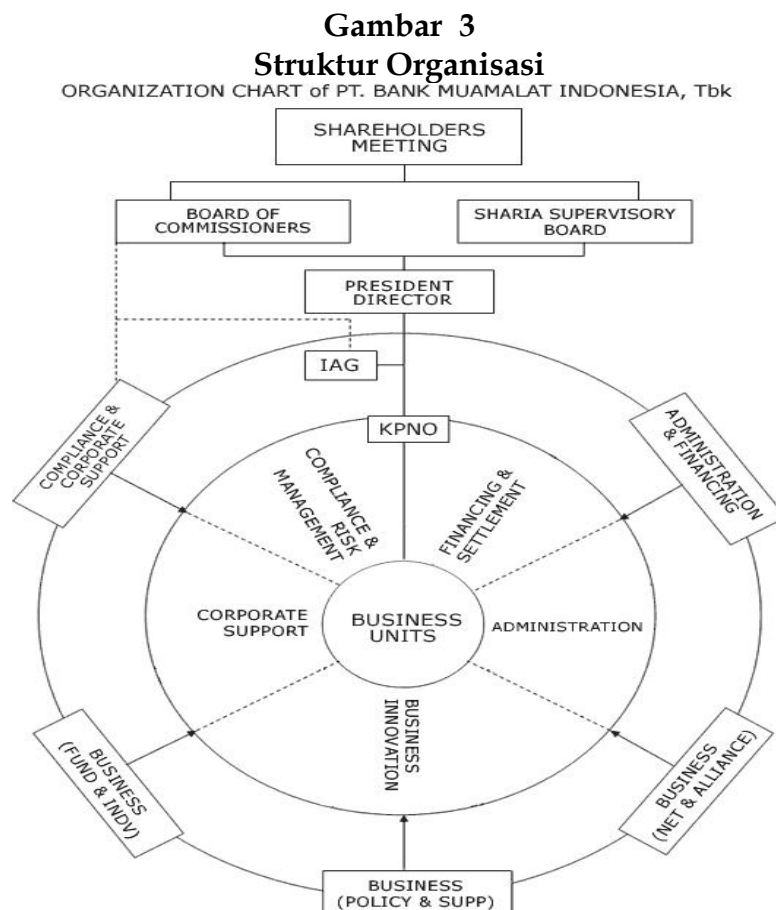 Gambar 3
Struktur Organisasi
ORGANIZATION CHART of PT. BANK MUAMALAT INDONESIA, Tbk
SHAREHOLDERS
MEETING
BOARD OF
COMMISSIONERS
SHARIA SUPERVISORY
BOARD
PRESIDENT
DIRECTOR
IAG
KPNO
COMPLIANCE &
CORPORATE
SUPPORT
ADMINISTRATION
& FINANCING
COMPLIANCE &
RISK
MANAGEMENT
FINANCING &
SETTLEMENT
CORPORATE
SUPPORT
BUSINESS
UNITS
ADMINISTRATION
BUSINESS
INNOVATION
BUSINESS
(FUND & INDV)
BUSINESS
(NET & ALLIANCE)
BUSINESS
(POLICY & SUPP)